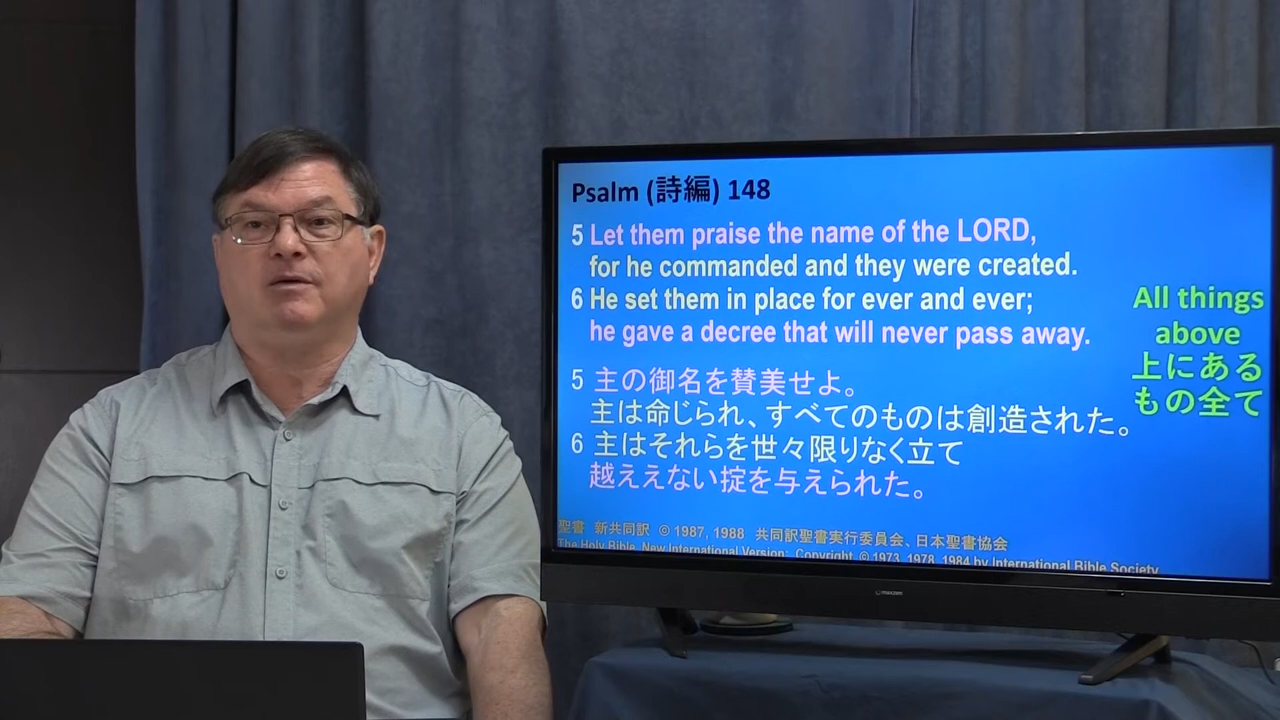 Psalm (詩編) 148
5 Let them praise the name of the LORD,
for he commanded and they were created.
6 He set them in place for ever and ever;
he gave a decree that will never pass away.
All things
above
上にある
もの全て
5 主の御名を賛美せよ。
主は命じられ、すべてのものは創造された。
6 主はそれらを世々限りなく立て
越ええない掟を与えられた。
聖書 新共同訳 © 1987, 1988 共同訳聖書実行委員会、日本聖書協会
The Holy Bible, New International Version; Copyright, © 1973, 1978, 1984 by International Bible Society
maxzen